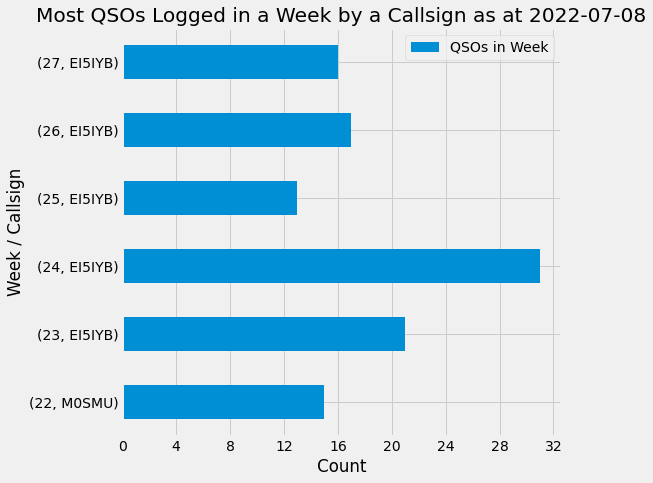 Most QSOs Logged in a Week by a Callsign as at 2022-07-08
QSOs in Week
Week / Callsign
(27, EI5IYB)
(26, EI5IYB)
(25, EI5IYB)
(24, EI5IYB)
(23, EI5IYB)
(22, M0SMU)
0 4 8 12 16 20 24 28 32
Count